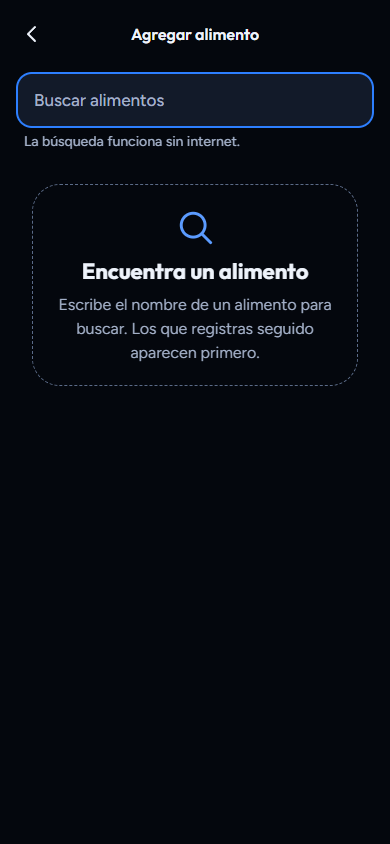 Agregar alimento
Buscar alimentos
La búsqueda funciona sin internet.
Encuentra un alimento
Escribe el nombre de un alimento para
buscar. Los que registras seguido
aparecen primero.